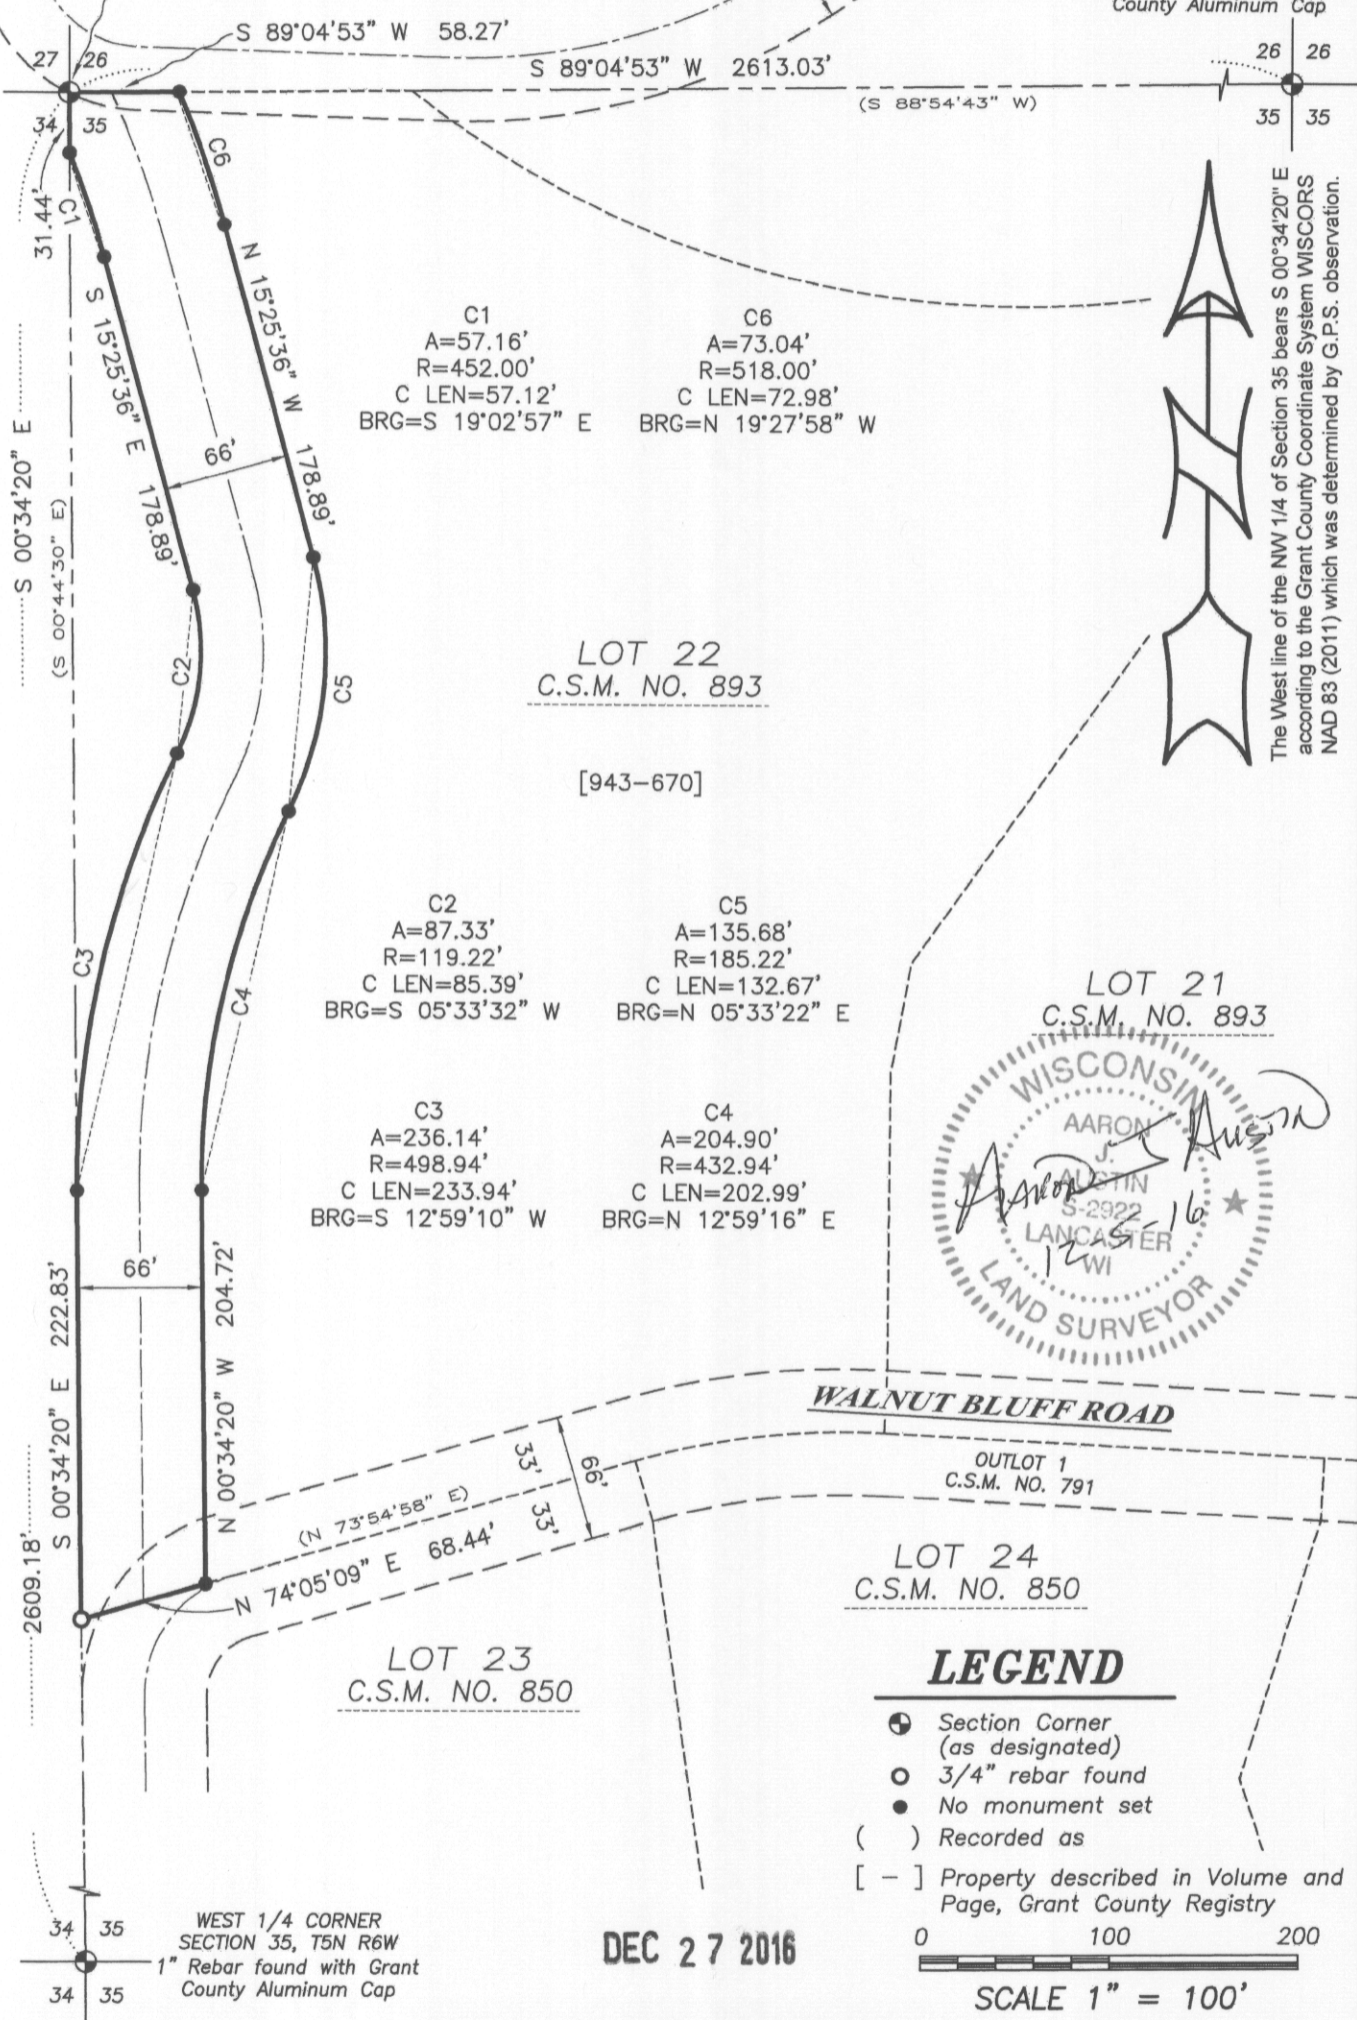 County Aluminum Cap
S 89°04'53" W 58.27'
S 89°04'53" W 2613.03'
(S 88°54'43" W)
27 26
34 35
26 26
35 35
31.44'
C1
C6
S 15°25'36" E 178.89'
N 15°25'36" W 178.89'
66'
S 00°34'20" E
(S 00°44'30" E)
C1
A=57.16'
R=452.00'
C LEN=57.12'
BRG=S 19°02'57" E
C6
A=73.04'
R=518.00'
C LEN=72.98'
BRG=N 19°27'58" W
The West line of the NW 1/4 of Section 35 bears S 00°34'20" E
according to the Grant County Coordinate System WISCORS
NAD 83 (2011) which was determined by G.P.S. observation.
N
C2
C5
LOT 22
C.S.M. NO. 893
[943-670]
C3
C4
C2
A=87.33'
R=119.22'
C LEN=85.39'
BRG=S 05°33'32" W
C5
A=135.68'
R=185.22'
C LEN=132.67'
BRG=N 05°33'22" E
C3
A=236.14'
R=498.94'
C LEN=233.94'
BRG=S 12°59'10" W
C4
A=204.90'
R=432.94'
C LEN=202.99'
BRG=N 12°59'16" E
LOT 21
C.S.M. NO. 893
WISCONSIN
AARON
J.
AUSTIN
S-2922
LANCASTER
WI
LAND SURVEYOR
Aaron J Austin
12-5-16
66'
S 00°34'20" E 222.83'
N 00°34'20" W 204.72'
2609.18'
WALNUT BLUFF ROAD
OUTLOT 1
C.S.M. NO. 791
33'
66'
33'
(N 73°54'58" E)
N 74°05'09" E 68.44'
LOT 24
C.S.M. NO. 850
LOT 23
C.S.M. NO. 850
LEGEND
Section Corner
(as designated)
3/4" rebar found
No monument set
( ) Recorded as
[ - ] Property described in Volume and
Page, Grant County Registry
0 100 200
SCALE 1" = 100'
34 35
34 35
WEST 1/4 CORNER
SECTION 35, T5N R6W
1" Rebar found with Grant
County Aluminum Cap
DEC 27 2016